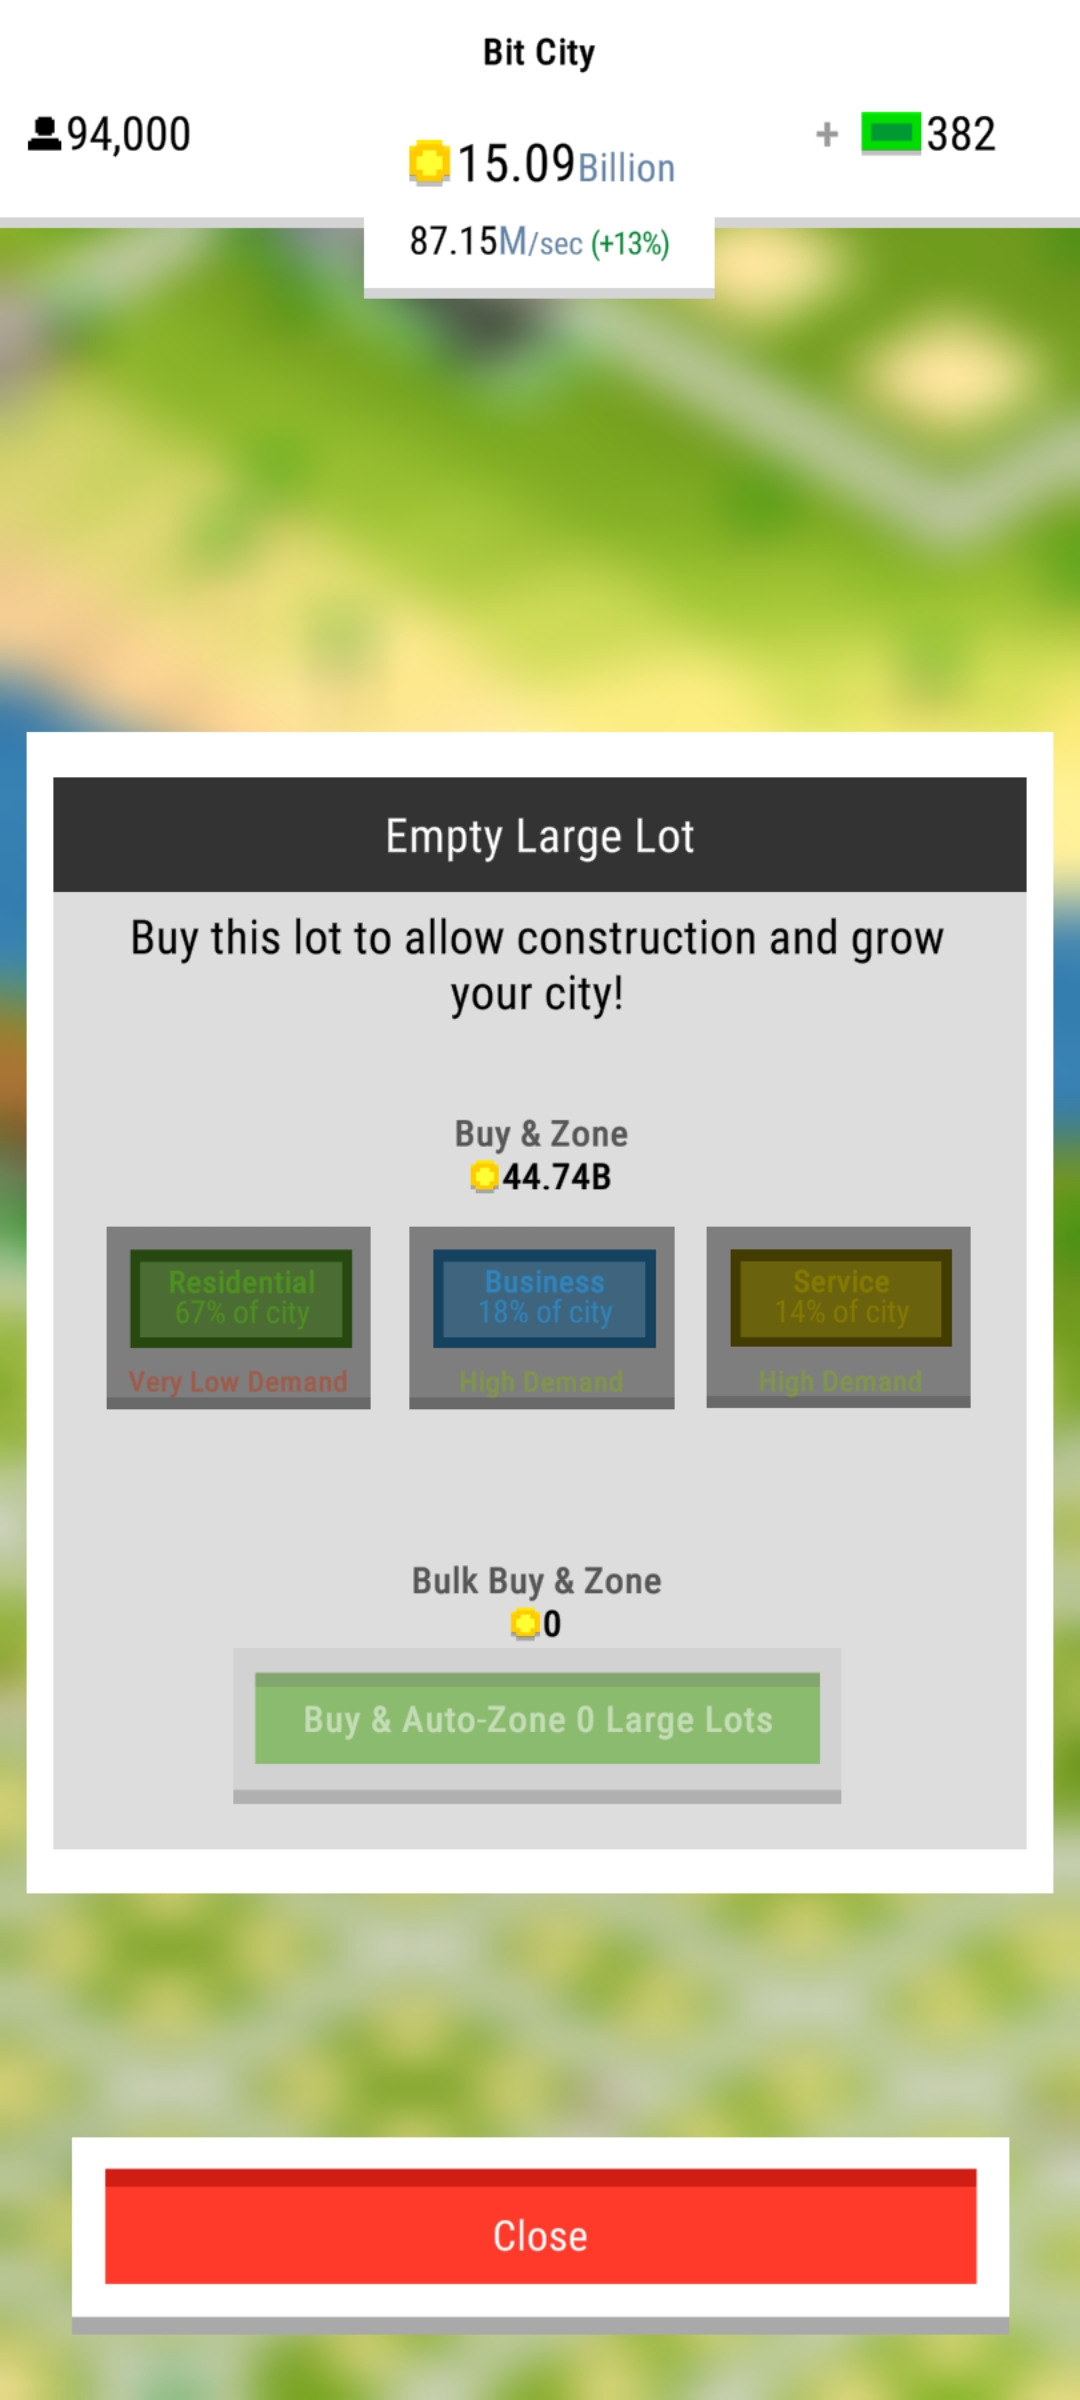 Bit City
94,000
15.09Billion
+ 382
87.15M/sec (+13%)
Empty Large Lot
Buy this lot to allow construction and grow
your city!
Buy & Zone
44.74B
Residential
67% of city
Very Low Demand
Business
18% of city
High Demand
Service
14% of city
High Demand
Bulk Buy & Zone
0
Buy & Auto-Zone 0 Large Lots
Close